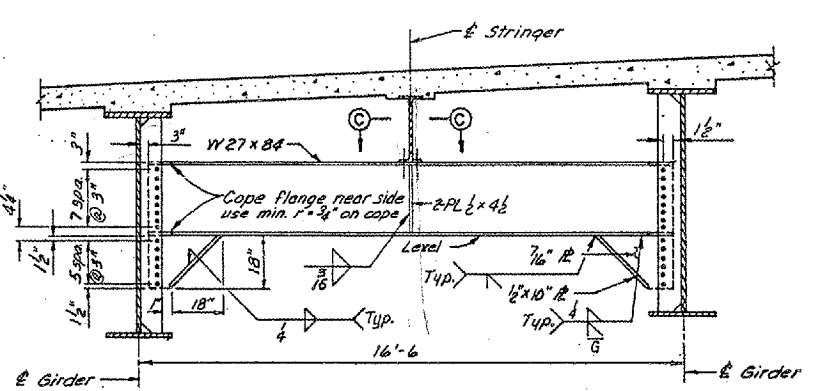 ℄ Stringer
C
C
3"
3"
W 27 x 84
1½"
7 spa.
@ 3"
Cope flange near side
use min. r = ¾" on cope
2-PL ½ x 4½
4¼"
1½"
5 spa.
@ 3"
Level
18"
3/16
7/16" ℄
Typ.
½" x 10" ℄
1½"
1"
18"
¼
Typ.
Typ.
¼
G
16'-6
℄ Girder
℄ Girder